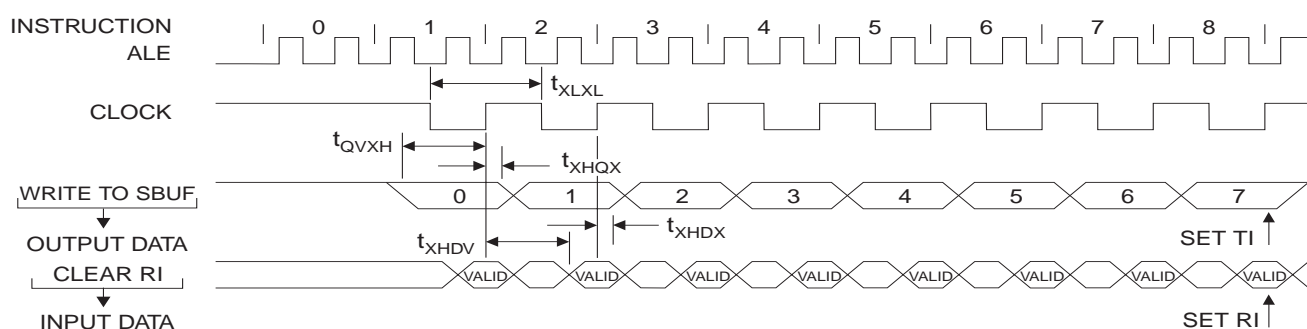 INSTRUCTION 0 1 2 3 4 5 6 7 8
ALE
tXLXL
CLOCK
tQVXH
tXHQX
WRITE TO SBUF 0 1 2 3 4 5 6 7
tXHDX
OUTPUT DATA SET TI
tXHDV
CLEAR RI VALID VALID VALID VALID VALID VALID VALID VALID
INPUT DATA SET RI